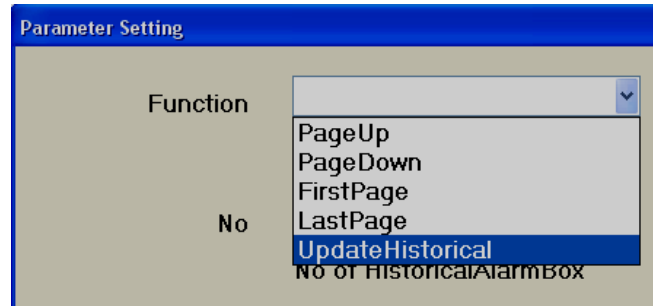 Parameter Setting
Function
PageUp
PageDown
FirstPage
No
LastPage
UpdateHistorical
No of HistoricalAlarmBox